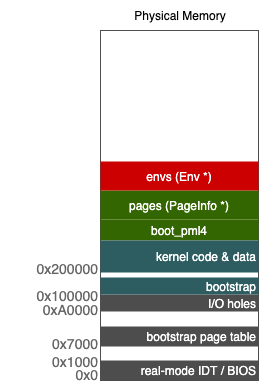 Physical Memory
envs (Env *)
pages (PageInfo *)
boot_pml4
kernel code & data
0x200000
bootstrap
0x100000
I/O holes
0xA0000
bootstrap page table
0x7000
0x1000
real-mode IDT / BIOS
0x0